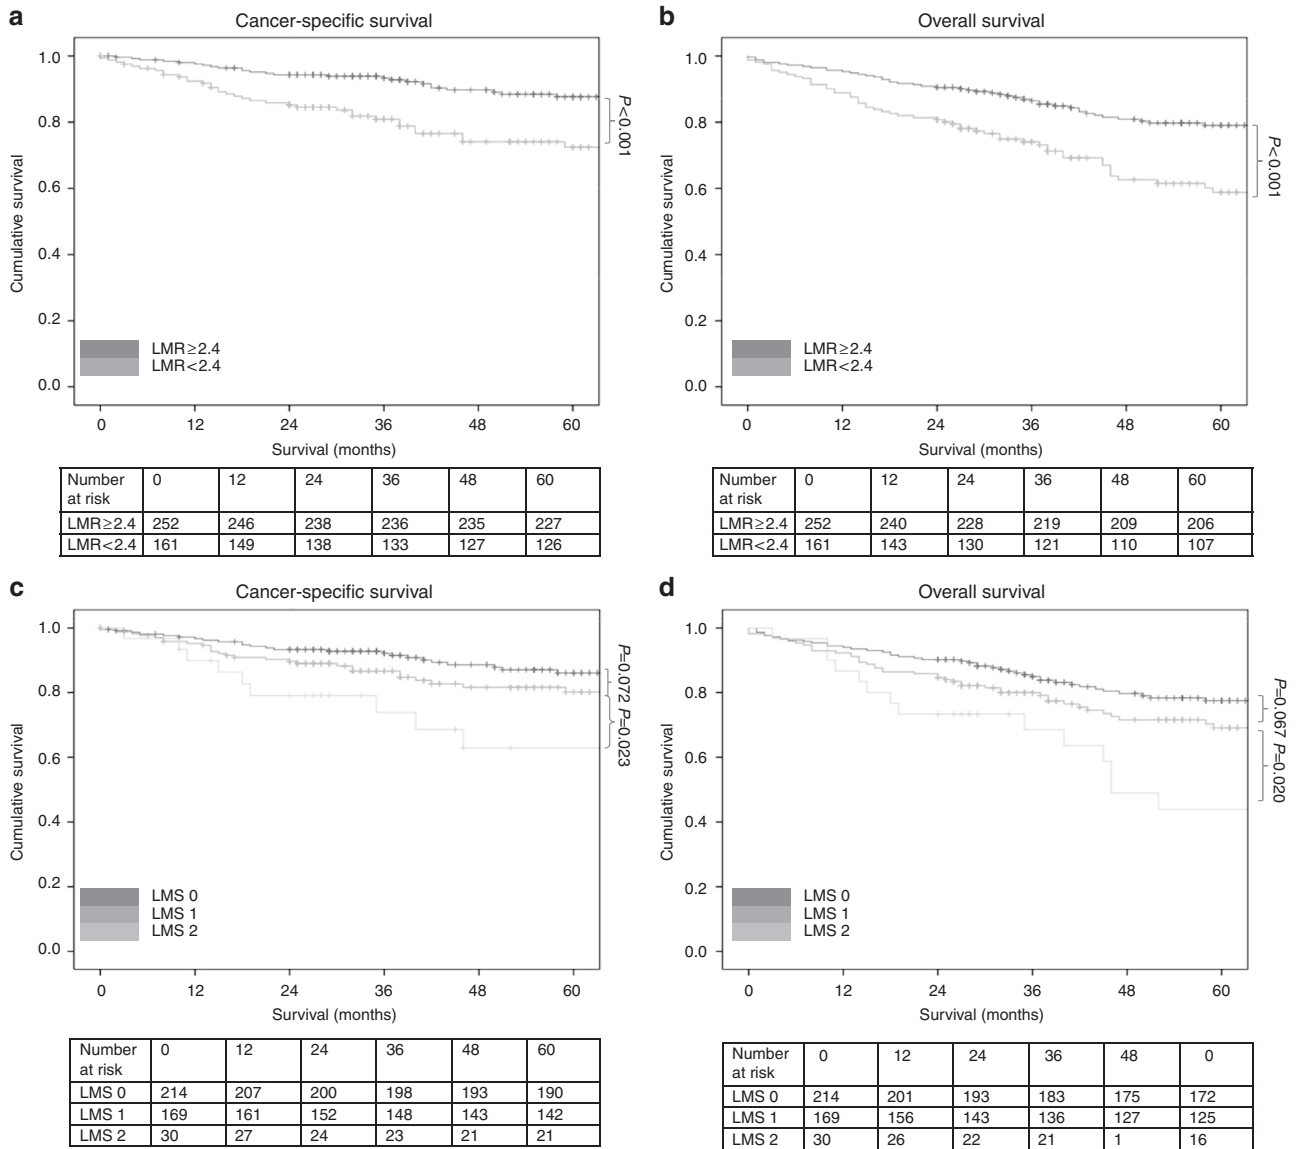 a
Cancer-specific survival
1.0
0.8
0.6
0.4
0.2
0.0
Cumulative survival
P<0.001
LMR≥2.4
LMR<2.4
0 12 24 36 48 60
Survival (months)
Number at risk 0 12 24 36 48 60
LMR≥2.4 252 246 238 236 235 227
LMR<2.4 161 149 138 133 127 126
b
Overall survival
1.0
0.8
0.6
0.4
0.2
0.0
Cumulative survival
P<0.001
LMR≥2.4
LMR<2.4
0 12 24 36 48 60
Survival (months)
Number at risk 0 12 24 36 48 60
LMR≥2.4 252 240 228 219 209 206
LMR<2.4 161 143 130 121 110 107
c
Cancer-specific survival
1.0
0.8
0.6
0.4
0.2
0.0
Cumulative survival
P=0.072 P=0.023
LMS 0
LMS 1
LMS 2
0 12 24 36 48 60
Survival (months)
Number at risk 0 12 24 36 48 60
LMS 0 214 207 200 198 193 190
LMS 1 169 161 152 148 143 142
LMS 2 30 27 24 23 21 21
d
Overall survival
1.0
0.8
0.6
0.4
0.2
0.0
Cumulative survival
P=0.067 P=0.020
LMS 0
LMS 1
LMS 2
0 12 24 36 48 60
Survival (months)
Number at risk 0 12 24 36 48 0
LMS 0 214 201 193 183 175 172
LMS 1 169 156 143 136 127 125
LMS 2 30 26 22 21 1 16